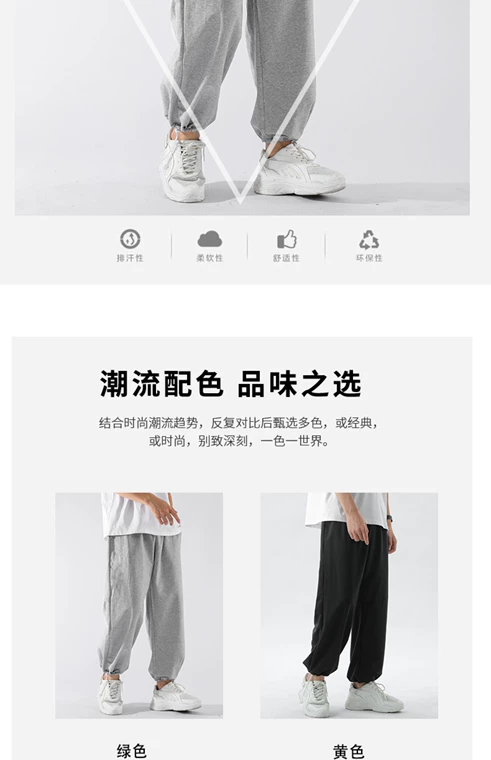 排汗性 柔软性 舒适性 环保性
潮流配色 品味之选
结合时尚潮流趋势，反复对比后甄选多色，或经典，
或时尚，别致深刻，一色一世界。
绿色 黄色